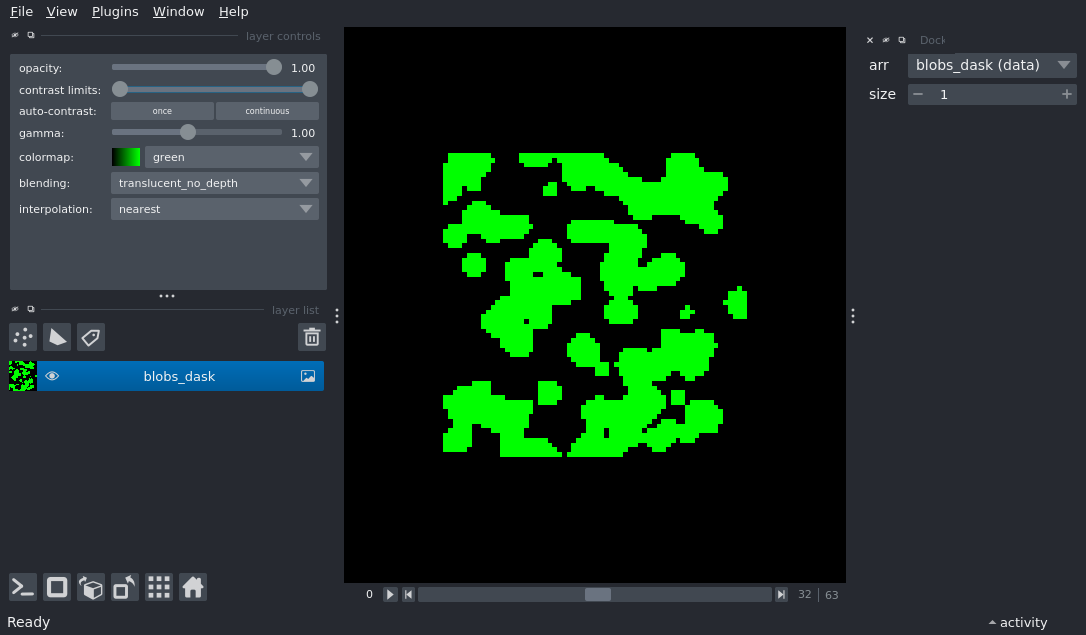 File View Plugins Window Help
layer controls
opacity: 1.00
contrast limits:
auto-contrast: once continuous
gamma: 1.00
colormap: green
blending: translucent_no_depth
interpolation: nearest
layer list
blobs_dask
0 32 63
Ready
Dock
arr blobs_dask (data)
size 1
activity